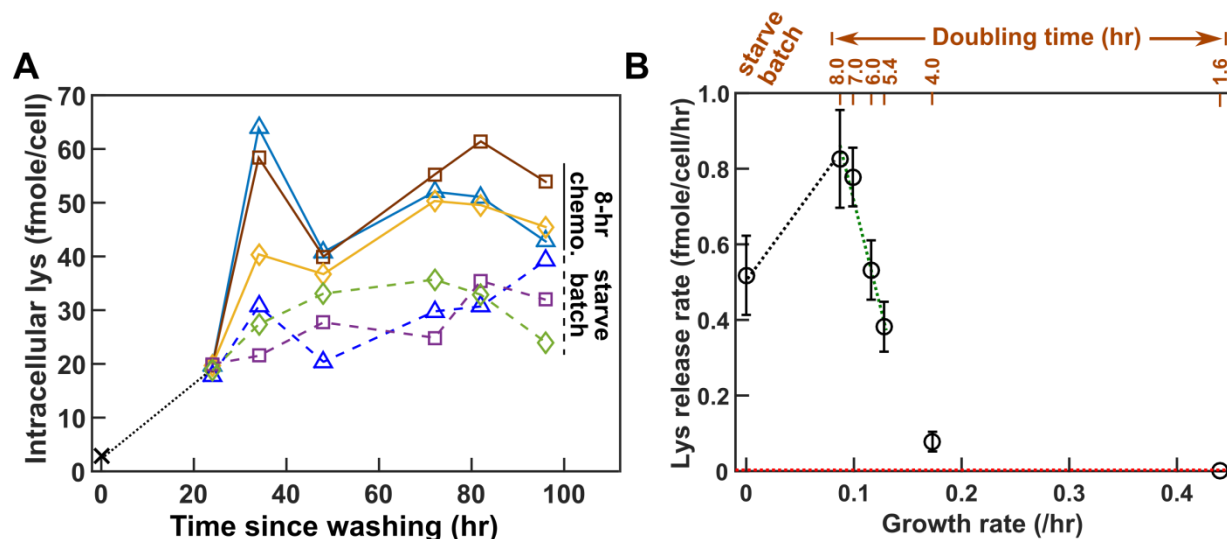 A
Intracellular lys (fmole/cell)
70
60
50
40
30
20
10
0
0
20
40
60
80
100
Time since washing (hr)
8-hr
chemo.
starve
batch
B
starve
batch
Doubling time (hr)
8.0
7.0
6.0
5.4
4.0
1.6
Lys release rate (fmole/cell/hr)
1.0
0.8
0.6
0.4
0.2
0
0
0.1
0.2
0.3
0.4
Growth rate (/hr)